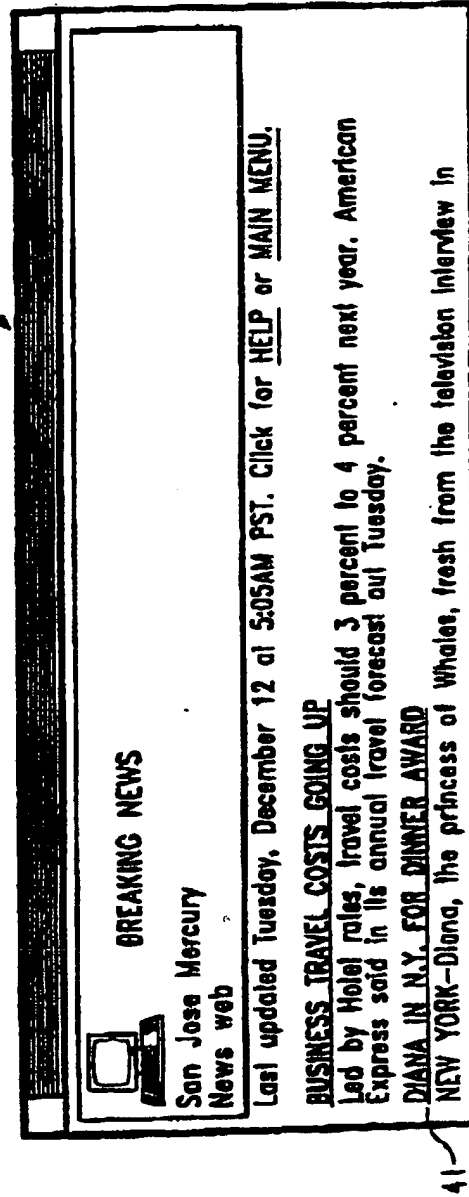 BREAKING NEWS
San Jose Mercury
News web
Last updated Tuesday, December 12 at 5:05AM PST. Click for HELP or MAIN MENU.
BUSINESS TRAVEL COSTS GOING UP
Led by Hotel rates, travel costs should 3 percent to 4 percent next year. American
Express said in its annual travel forecast out Tuesday.
DIANA IN N.Y. FOR DINNER AWARD
NEW YORK-Diana, the princess of Whales, fresh from the television interview in
41